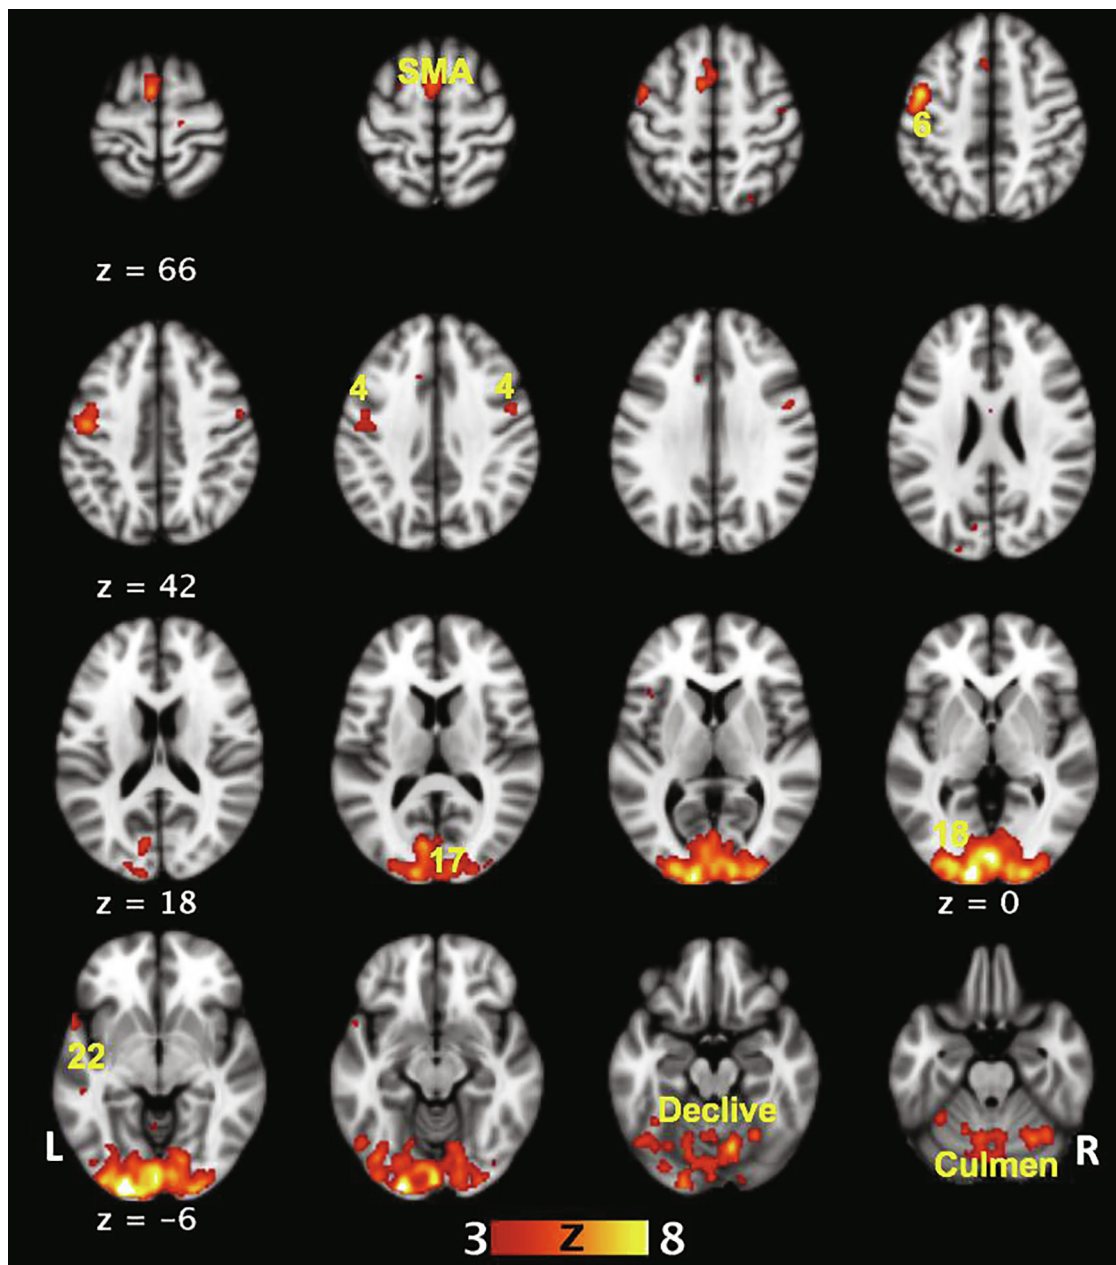 SMA
6
z = 66
4
4
z = 42
17
18
z = 18
z = 0
22
Declive
L
Culmen
R
z = -6
3
Z
8